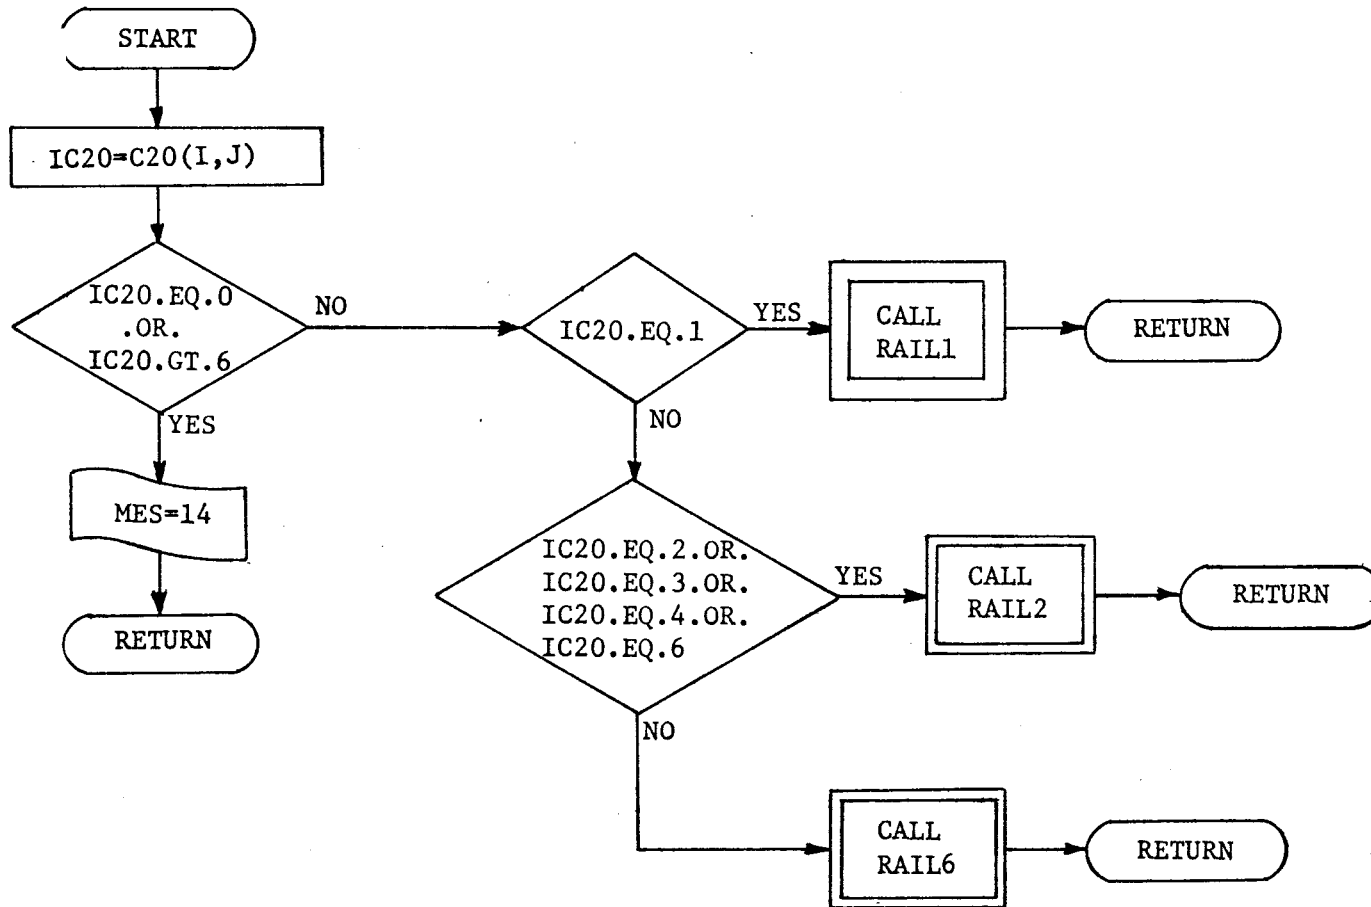 START
IC20=C20(I,J)
IC20.EQ.0
.OR.
IC20.GT.6
NO
YES
MES=14
RETURN
IC20.EQ.1
YES
CALL
RAIL1
RETURN
NO
IC20.EQ.2.OR.
IC20.EQ.3.OR.
IC20.EQ.4.OR.
IC20.EQ.6
YES
CALL
RAIL2
RETURN
NO
CALL
RAIL6
RETURN